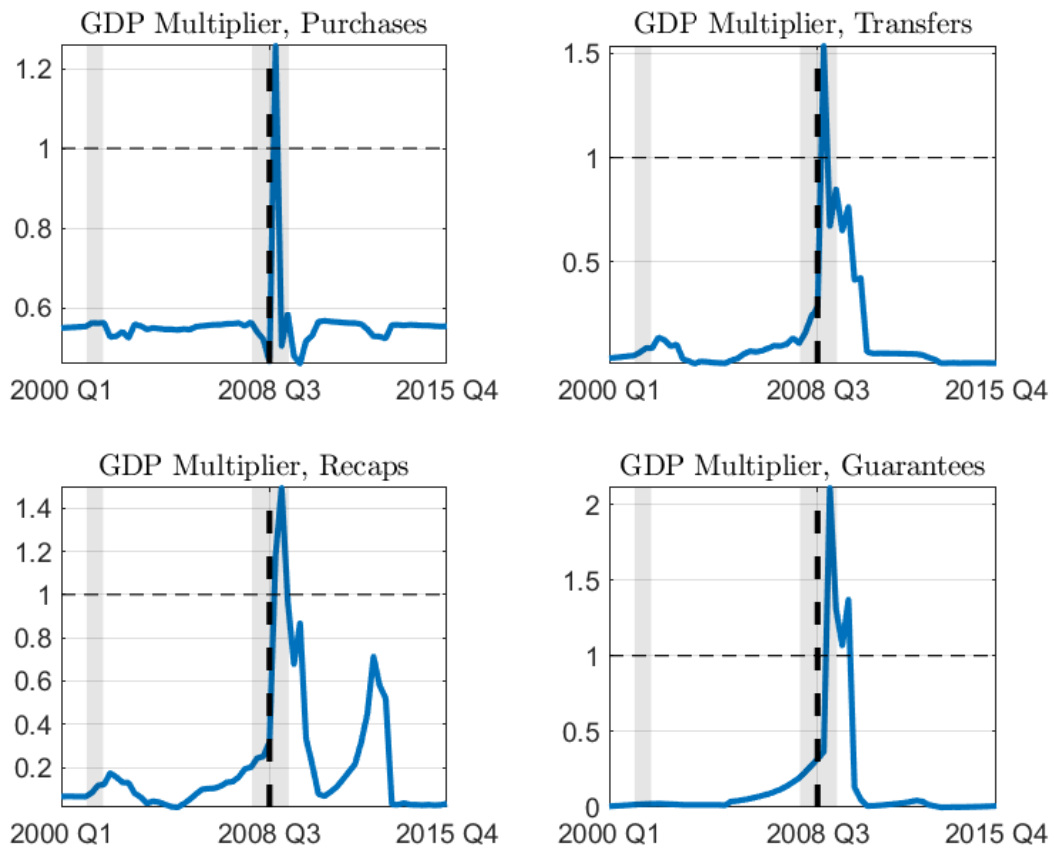 GDP Multiplier, Purchases
1.2
1
0.8
0.6
2000 Q1 2008 Q3 2015 Q4
GDP Multiplier, Transfers
1.5
1
0.5
2000 Q1 2008 Q3 2015 Q4
GDP Multiplier, Recaps
1.4
1.2
1
0.8
0.6
0.4
0.2
2000 Q1 2008 Q3 2015 Q4
GDP Multiplier, Guarantees
2
1.5
1
0.5
0
2000 Q1 2008 Q3 2015 Q4